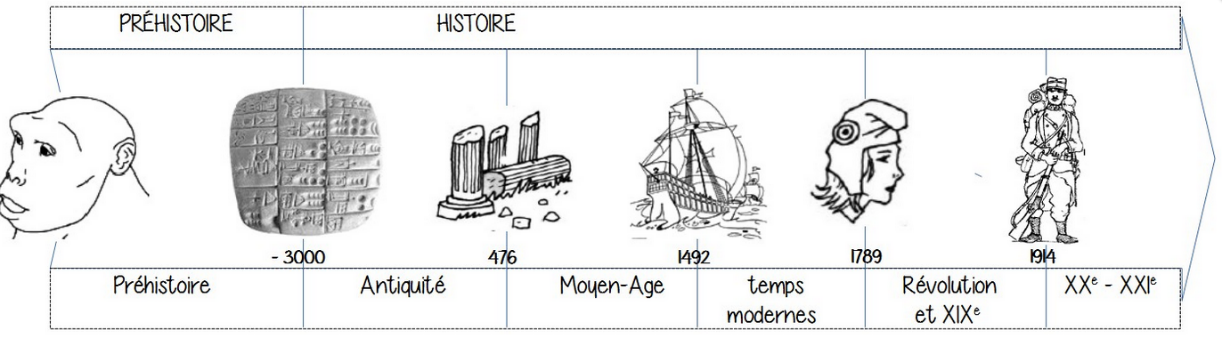 PRÉHISTOIRE
HISTOIRE
- 3000
476
1492
1789
1914
Préhistoire
Antiquité
Moyen-Age
temps
modernes
Révolution
et XIXe
XXe - XXIe